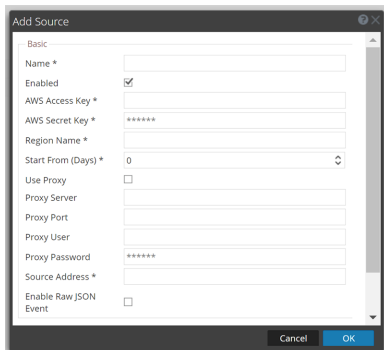 Add Source
Basic
Name *
Enabled
AWS Access Key *
AWS Secret Key * ******
Region Name *
Start From (Days) * 0
Use Proxy
Proxy Server
Proxy Port
Proxy User
Proxy Password ******
Source Address *
Enable Raw JSON
Event
Cancel OK